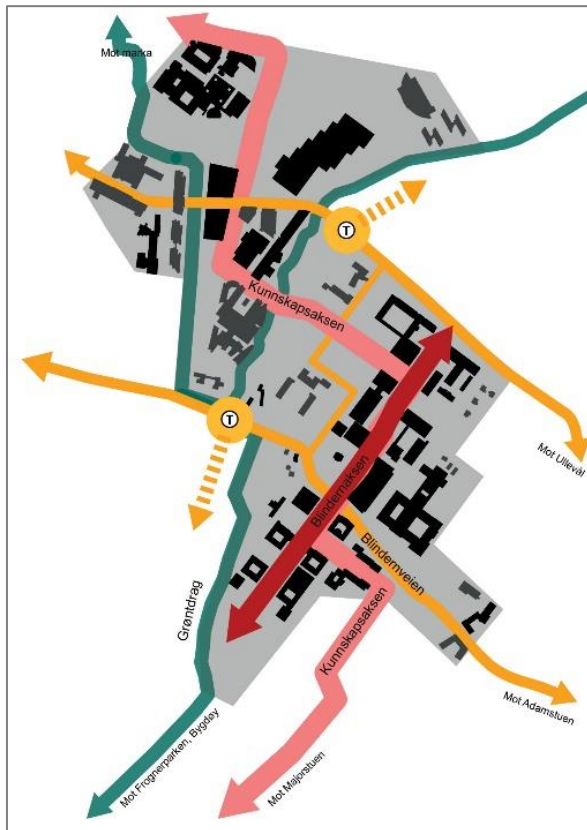 Mot marka
T
Kunnskapsaksen
T
Mot Ullevål
Blindernaksen
Blindernveien
Grøntdrag
Kunnskapsaksen
Mot Adamstuen
Mot Frognerparken, Bygdøy
Mot Majorstuen